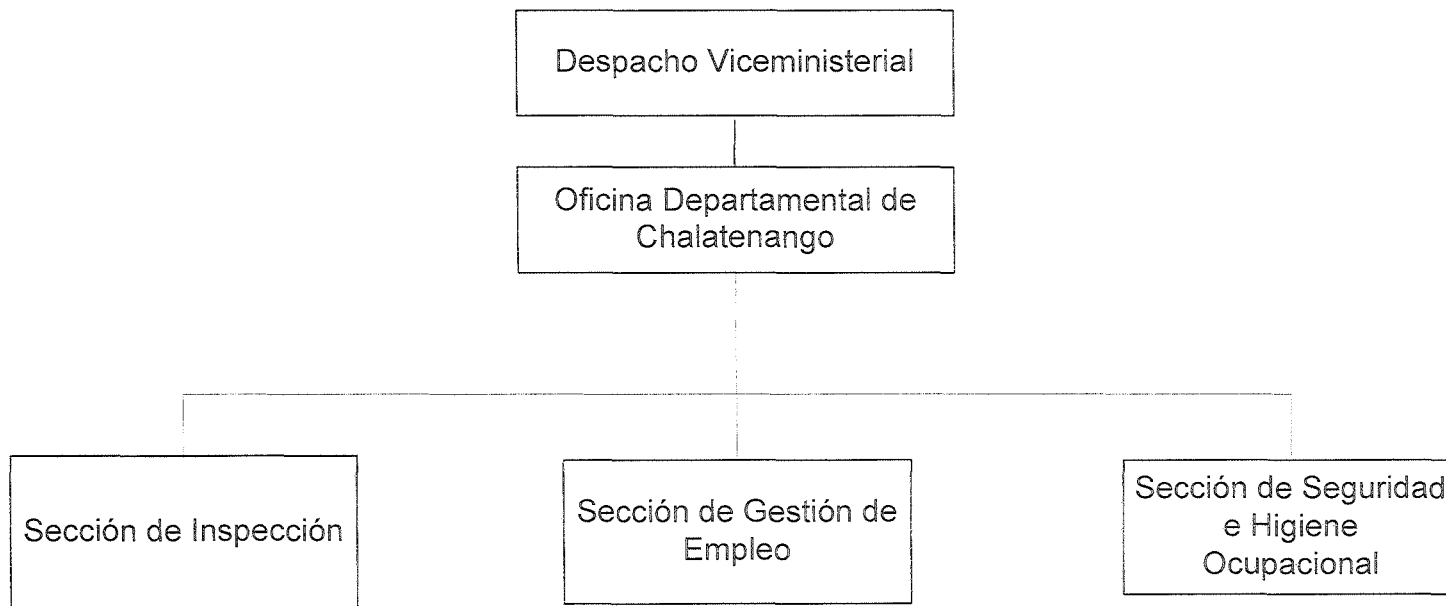 Despacho Viceministerial
Oficina Departamental de
Chalatenango
Sección de Inspección
Sección de Gestión de
Empleo
Sección de Seguridad
e Higiene
Ocupacional